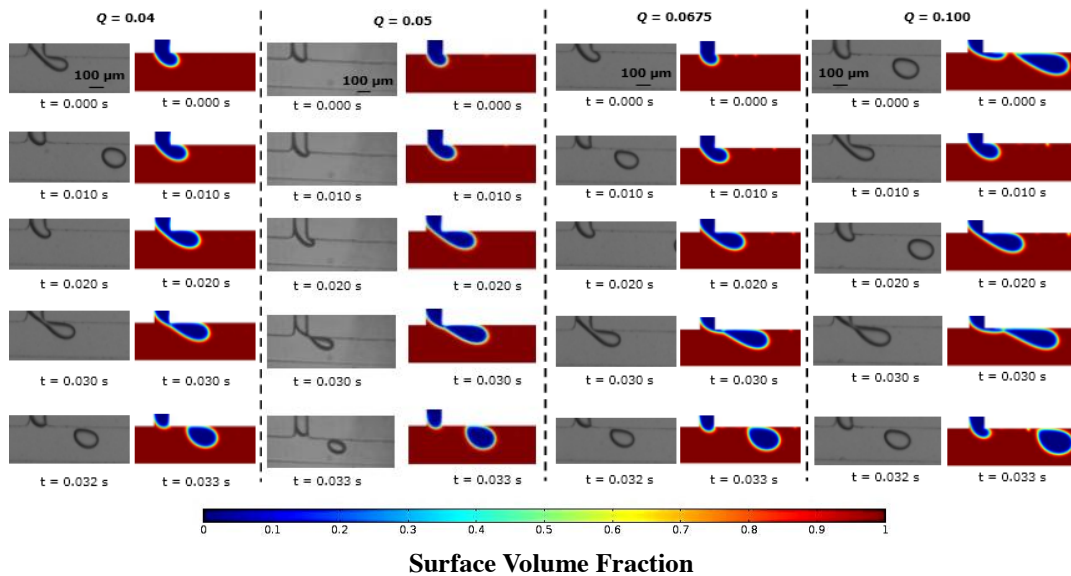 Q = 0.04 Q = 0.05 Q = 0.0675 Q = 0.100
100 µm 100 µm 100 µm 100 µm
t = 0.000 s t = 0.000 s t = 0.000 s t = 0.000 s t = 0.000 s t = 0.000 s t = 0.000 s t = 0.000 s
t = 0.010 s t = 0.010 s t = 0.010 s t = 0.010 s t = 0.010 s t = 0.010 s t = 0.010 s t = 0.010 s
t = 0.020 s t = 0.020 s t = 0.020 s t = 0.020 s t = 0.020 s t = 0.020 s t = 0.020 s t = 0.020 s
t = 0.030 s t = 0.030 s t = 0.030 s t = 0.030 s t = 0.030 s t = 0.030 s t = 0.030 s t = 0.030 s
t = 0.032 s t = 0.033 s t = 0.033 s t = 0.033 s t = 0.032 s t = 0.033 s t = 0.032 s t = 0.033 s
0 0.1 0.2 0.3 0.4 0.5 0.6 0.7 0.8 0.9 1
Surface Volume Fraction